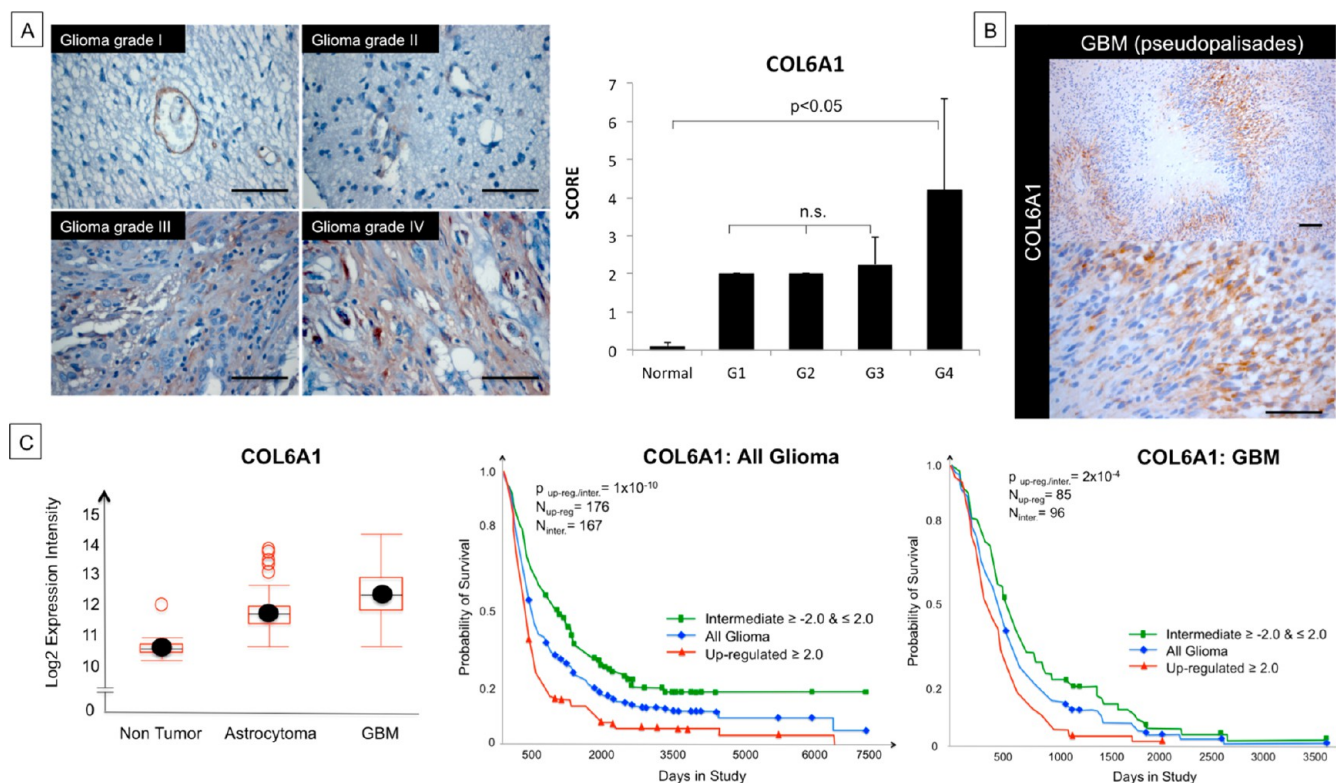 A
Glioma grade I
Glioma grade II
Glioma grade III
Glioma grade IV
COL6A1
SCORE
7
6
5
4
3
2
1
0
p<0.05
n.s.
Normal G1 G2 G3 G4
B
GBM (pseudopalisades)
COL6A1
C
COL6A1
Log2 Expression Intensity
15
14
13
12
11
10
0
Non Tumor Astrocytoma GBM
COL6A1: All Glioma
p up-reg./inter.= 1x10-10
Nup-reg= 176
Ninter.= 167
Probability of Survival
1.0
0.8
0.5
0.2
0
Intermediate ≥ -2.0 & ≤ 2.0
All Glioma
Up-regulated ≥ 2.0
500 2000 3500 5000 6000 7500
Days in Study
COL6A1: GBM
p up-reg./inter.= 2x10-4
Nup-reg= 85
Ninter.= 96
Probability of Survival
1.0
0.8
0.5
0.2
0
Intermediate ≥ -2.0 & ≤ 2.0
All Glioma
Up-regulated ≥ 2.0
500 1000 1500 2000 2500 3500
Days in Study